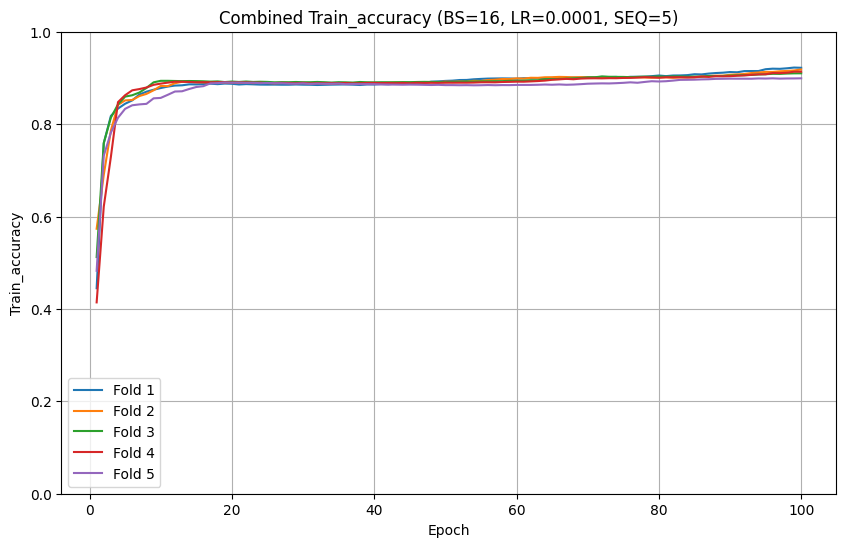 Combined Train_accuracy (BS=16, LR=0.0001, SEQ=5)
1.0
0.8
0.6
0.4
0.2
0.0
Train_accuracy
Fold 1
Fold 2
Fold 3
Fold 4
Fold 5
0 20 40 60 80 100
Epoch